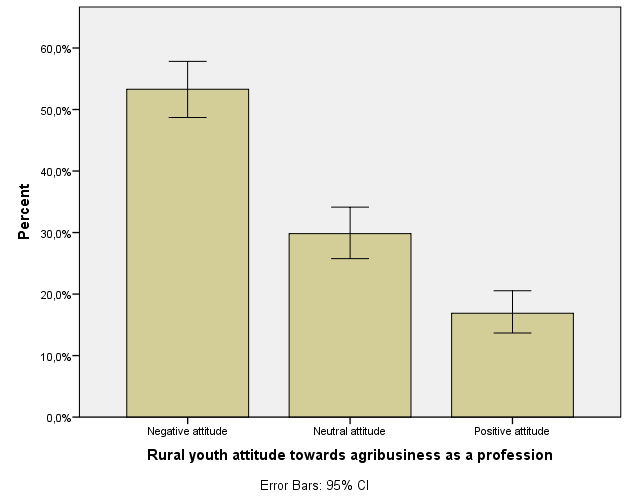 Percent
60,0%
50,0%
40,0%
30,0%
20,0%
10,0%
0,0%
Negative attitude
Neutral attitude
Positive attitude
Rural youth attitude towards agribusiness as a profession
Error Bars: 95% CI